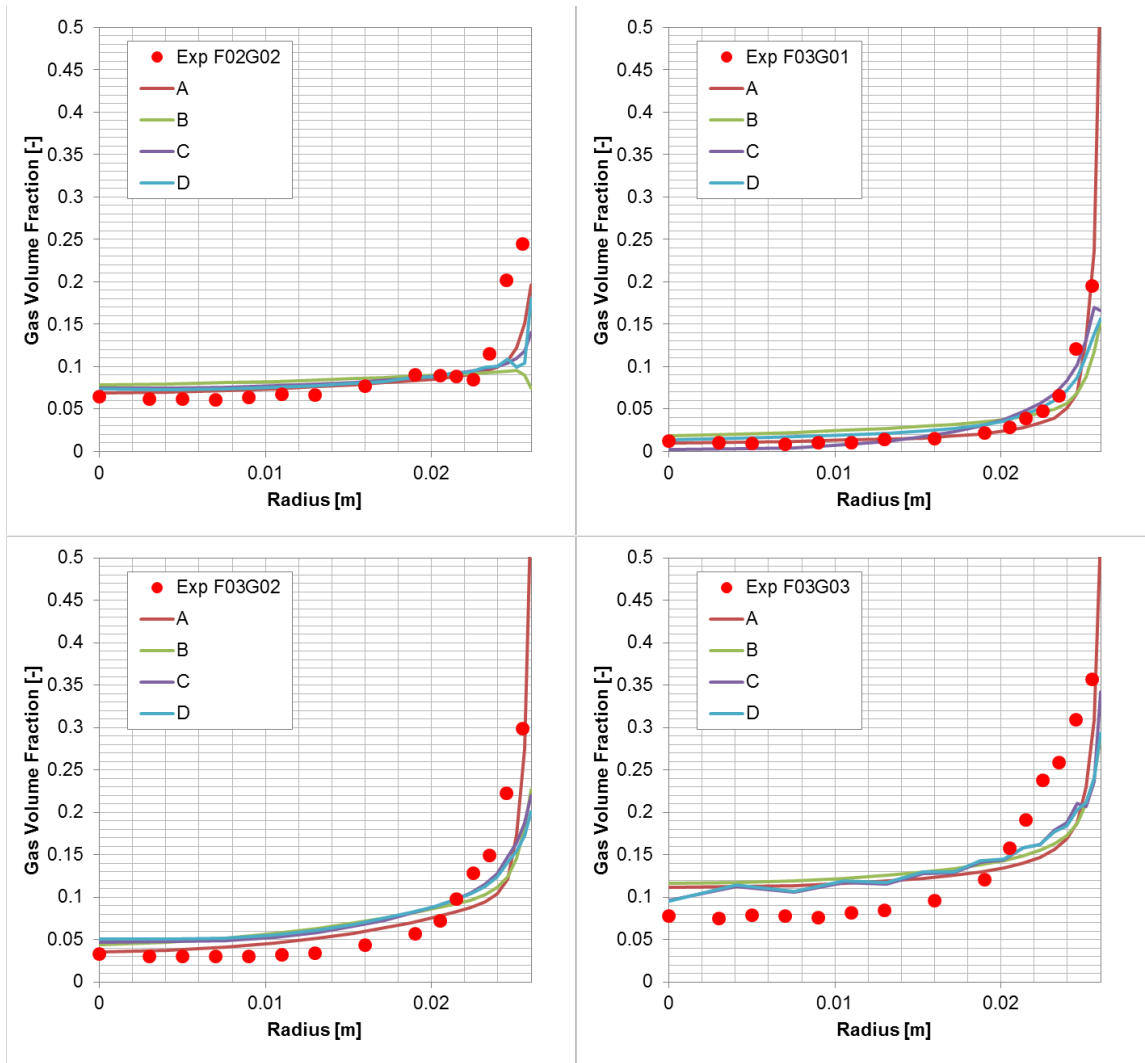 0.5
0.45
0.4
0.35
0.3
0.25
0.2
0.15
0.1
0.05
0
Gas Volume Fraction [-]
Exp F02G02
A
B
C
D
0 0.01 0.02
Radius [m]
0.5
0.45
0.4
0.35
0.3
0.25
0.2
0.15
0.1
0.05
0
Gas Volume Fraction [-]
Exp F03G01
A
B
C
D
0 0.01 0.02
Radius [m]
0.5
0.45
0.4
0.35
0.3
0.25
0.2
0.15
0.1
0.05
0
Gas Volume Fraction [-]
Exp F03G02
A
B
C
D
0 0.01 0.02
Radius [m]
0.5
0.45
0.4
0.35
0.3
0.25
0.2
0.15
0.1
0.05
0
Gas Volume Fraction [-]
Exp F03G03
A
B
C
D
0 0.01 0.02
Radius [m]